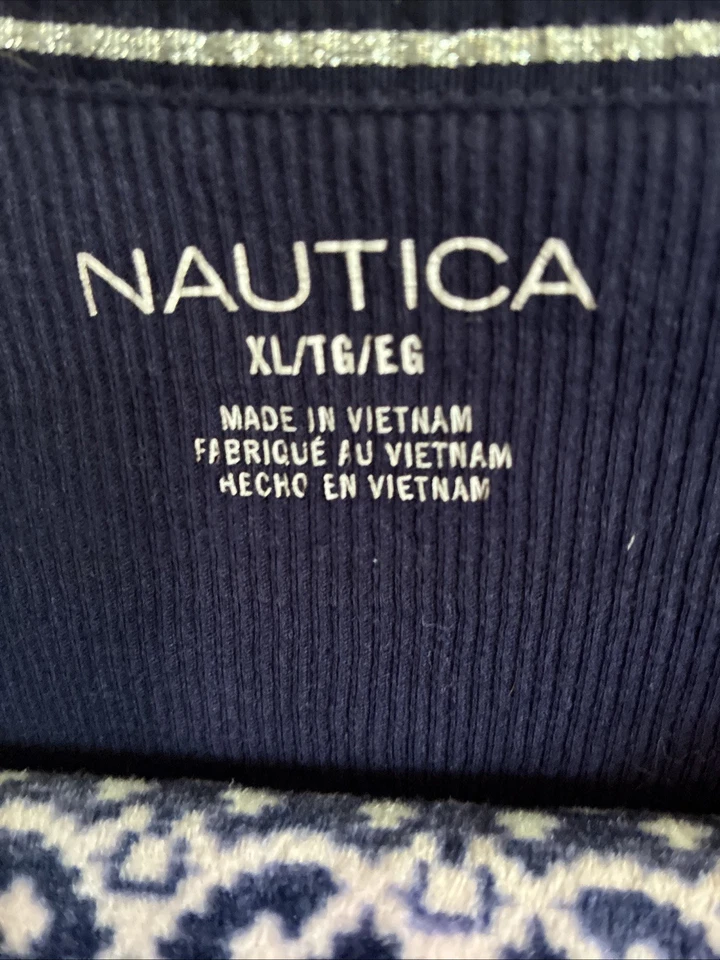 NAUTICA
XL/TG/EG
MADE IN VIETNAM
FABRIQUÉ AU VIETNAM
HECHO EN VIETNAM